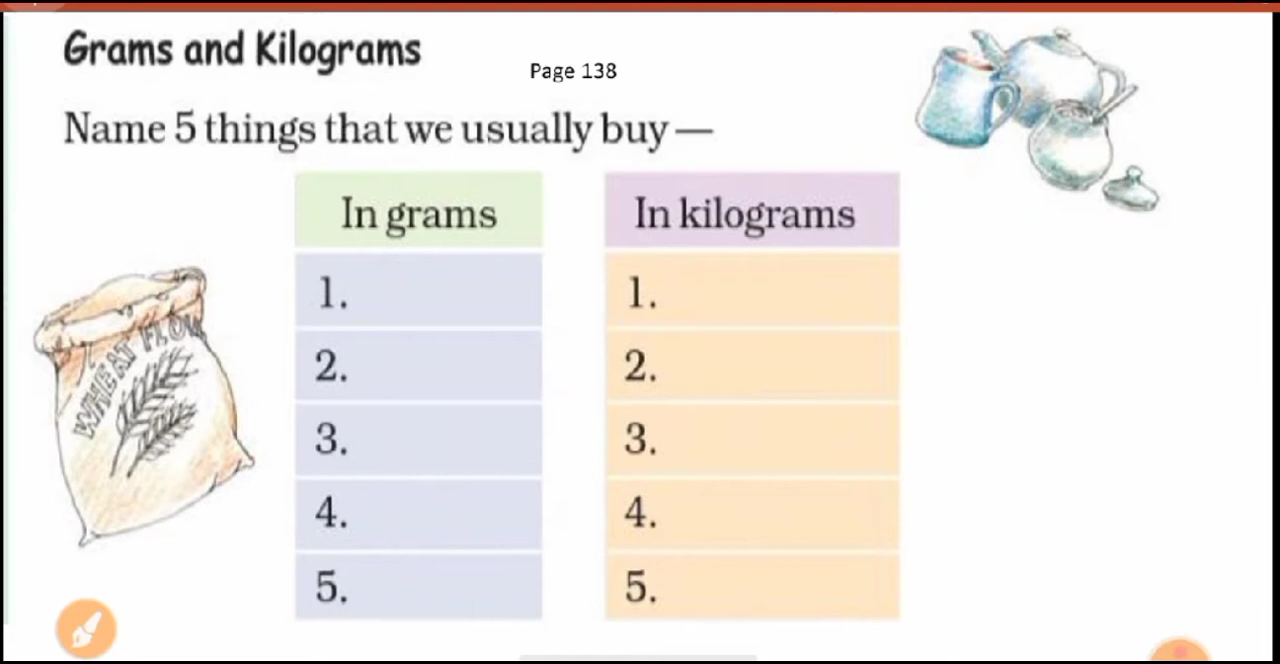 Grams and Kilograms
Page 138
Name 5 things that we usually buy —
In grams
1.
2.
3.
4.
5.
In kilograms
1.
2.
3.
4.
5.
WHEAT FLOW